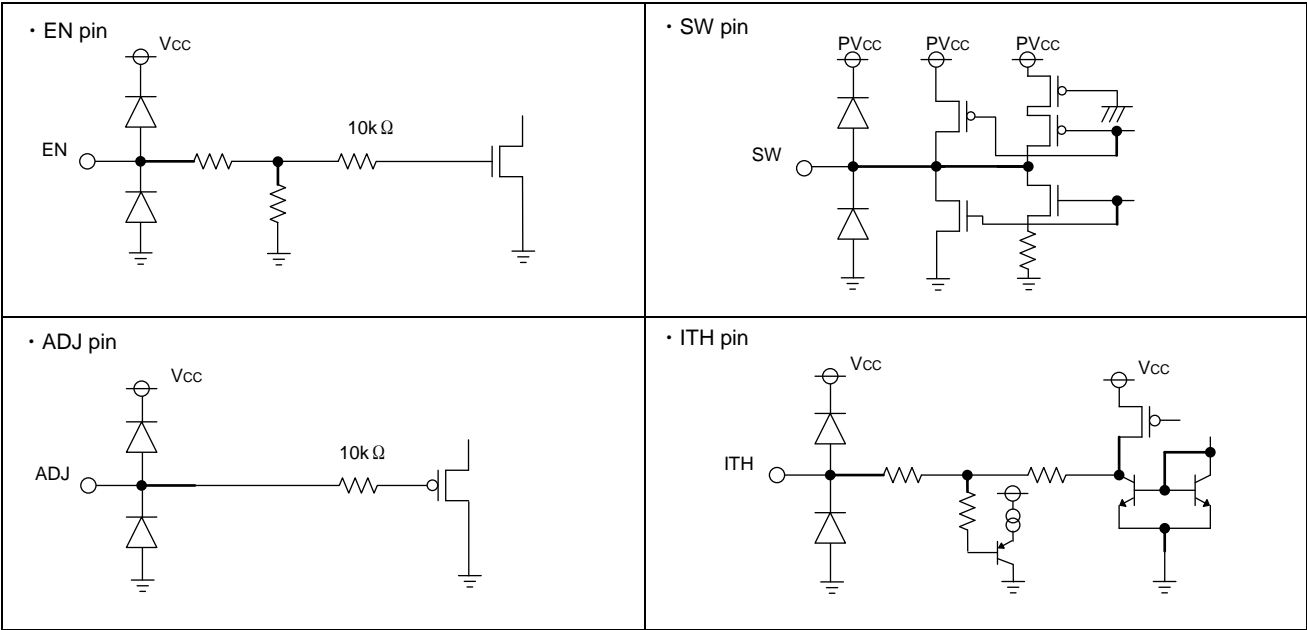 ・EN pin
VCC
EN
10kΩ
・SW pin
PVCC PVCC PVCC
SW
・ADJ pin
VCC
ADJ
10kΩ
・ITH pin
VCC
VCC
ITH